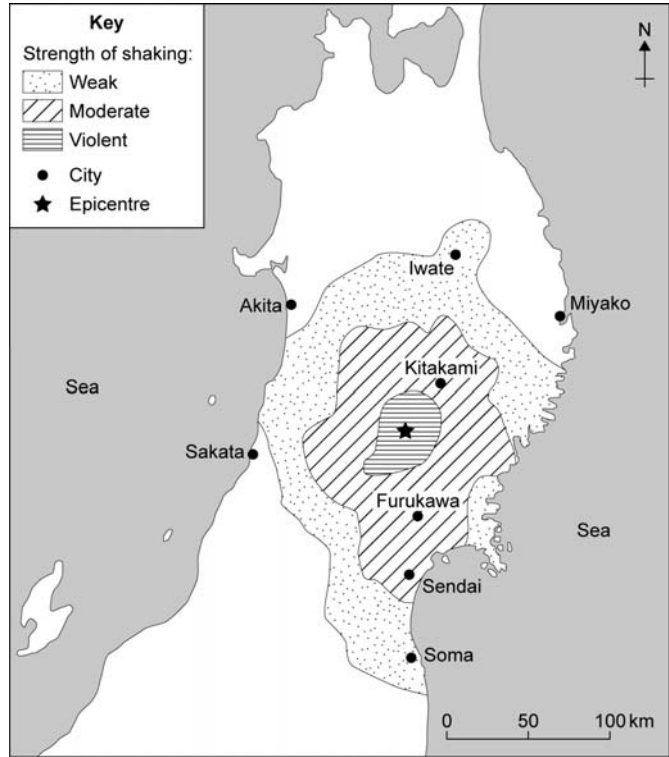 Key
Strength of shaking:
Weak
Moderate
Violent
City
Epicentre
N
Iwate
Akita
Miyako
Kitakami
Sea
Sakata
Furukawa
Sea
Sendai
Soma
0 50 100 km